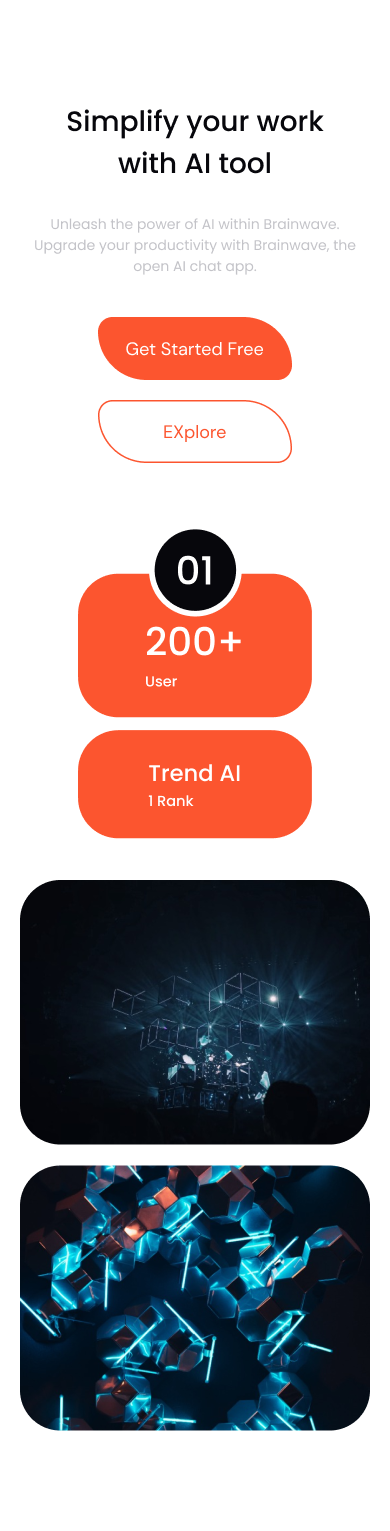 Simplify your work
with AI tool
Unleash the power of AI within Brainwave.
Upgrade your productivity with Brainwave, the
open AI chat app.
Get Started Free
EXplore
01
200+
User
Trend AI
1 Rank